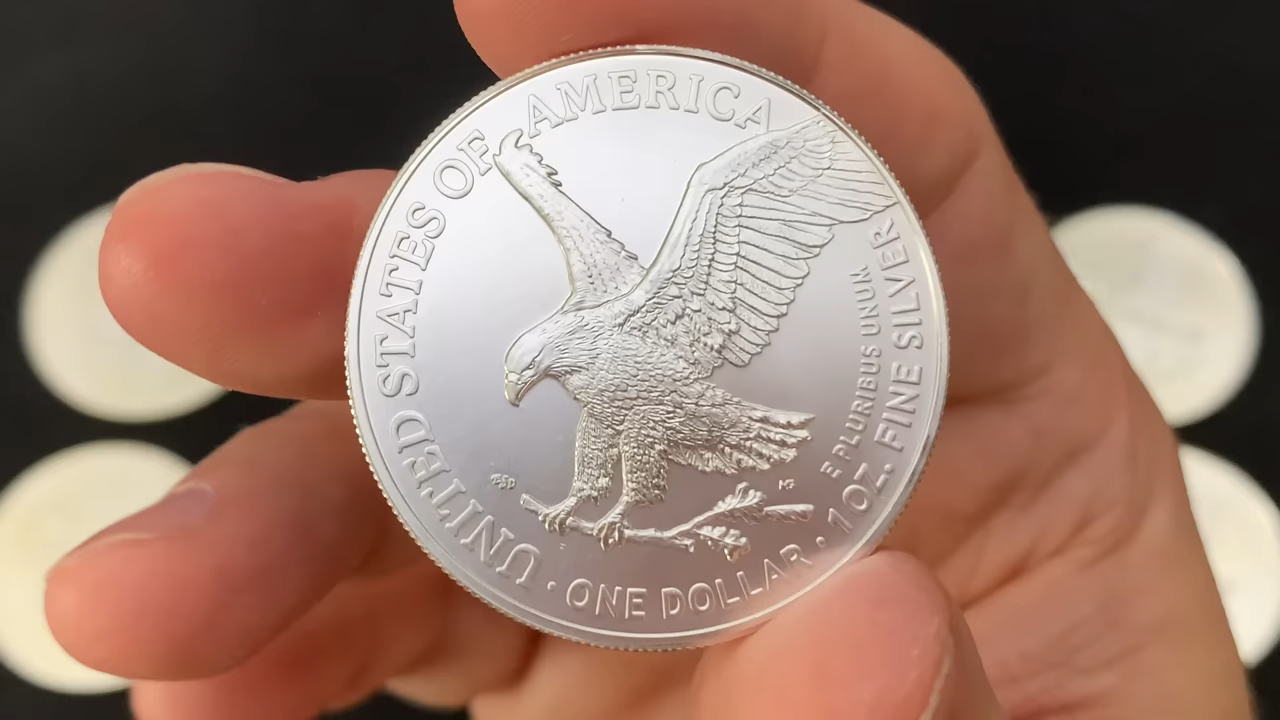 UNITED STATES OF AMERICA
E PLURIBUS UNUM
· ONE DOLLAR · 1 OZ. FINE SILVER